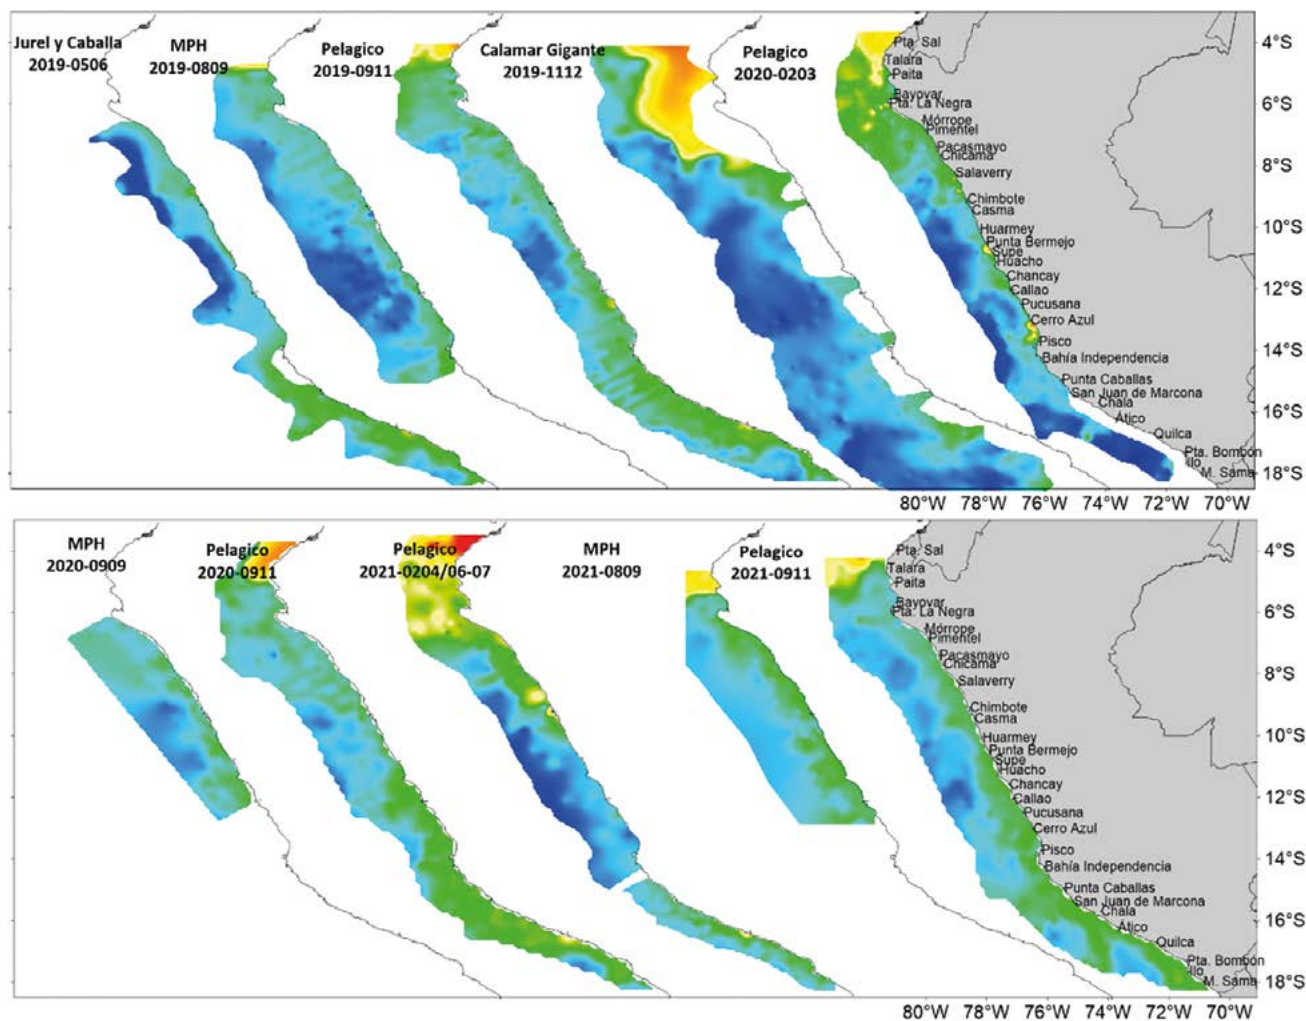 Jurel y Caballa
2019-0506
MPH
2019-0809
Pelagico
2019-0911
Calamar Gigante
2019-1112
Pelagico
2020-0203
Pta. Sal
Talara
Paita
Bayovar
Pta. La Negra
Mórrope
Pimentel
Pacasmayo
Chicama
Salaverry
Chimbote
Casma
Huarmey
Punta Bermejo
Supe
Huacho
Chancay
Callao
Pucusana
Cerro Azul
Pisco
Bahía Independencia
Punta Caballas
San Juan de Marcona
Chala
Ático
Quilca
Pta. Bombón
Ilo
M. Sama
4°S
6°S
8°S
10°S
12°S
14°S
16°S
18°S
80°W 78°W 76°W 74°W 72°W 70°W
MPH
2020-0909
Pelagico
2020-0911
Pelagico
2021-0204/06-07
MPH
2021-0809
Pelagico
2021-0911
Pta. Sal
Talara
Paita
Bayovar
Pta. La Negra
Mórrope
Pimentel
Pacasmayo
Chicama
Salaverry
Chimbote
Casma
Huarmey
Punta Bermejo
Supe
Huacho
Chancay
Callao
Pucusana
Cerro Azul
Pisco
Bahía Independencia
Punta Caballas
San Juan de Marcona
Chala
Ático
Quilca
Pta. Bombón
Ilo
M. Sama
4°S
6°S
8°S
10°S
12°S
14°S
16°S
18°S
80°W 78°W 76°W 74°W 72°W 70°W